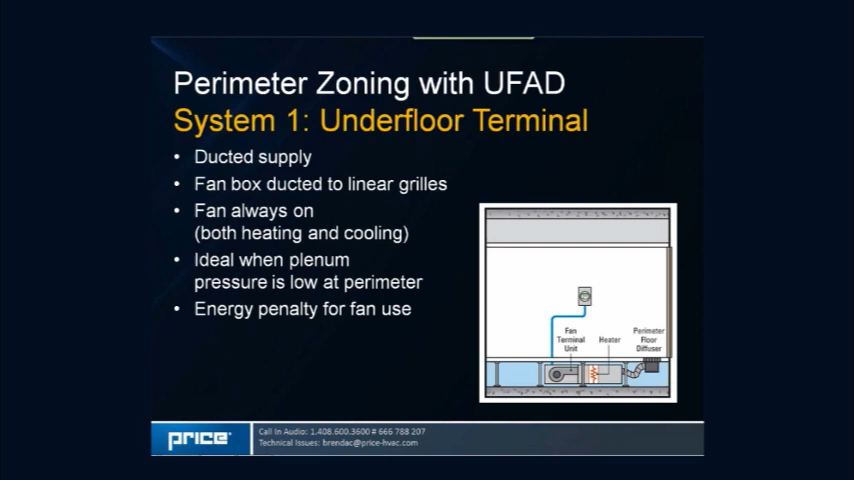 Perimeter Zoning with UFAD
System 1: Underfloor Terminal
• Ducted supply
• Fan box ducted to linear grilles
• Fan always on
(both heating and cooling)
• Ideal when plenum
pressure is low at perimeter
• Energy penalty for fan use
Fan
Terminal
Unit
Heater
Perimeter
Floor
Diffuser
price
Call In Audio: 1.408.600.3600 # 666 788 207
Technical Issues: brendac@price-hvac.com